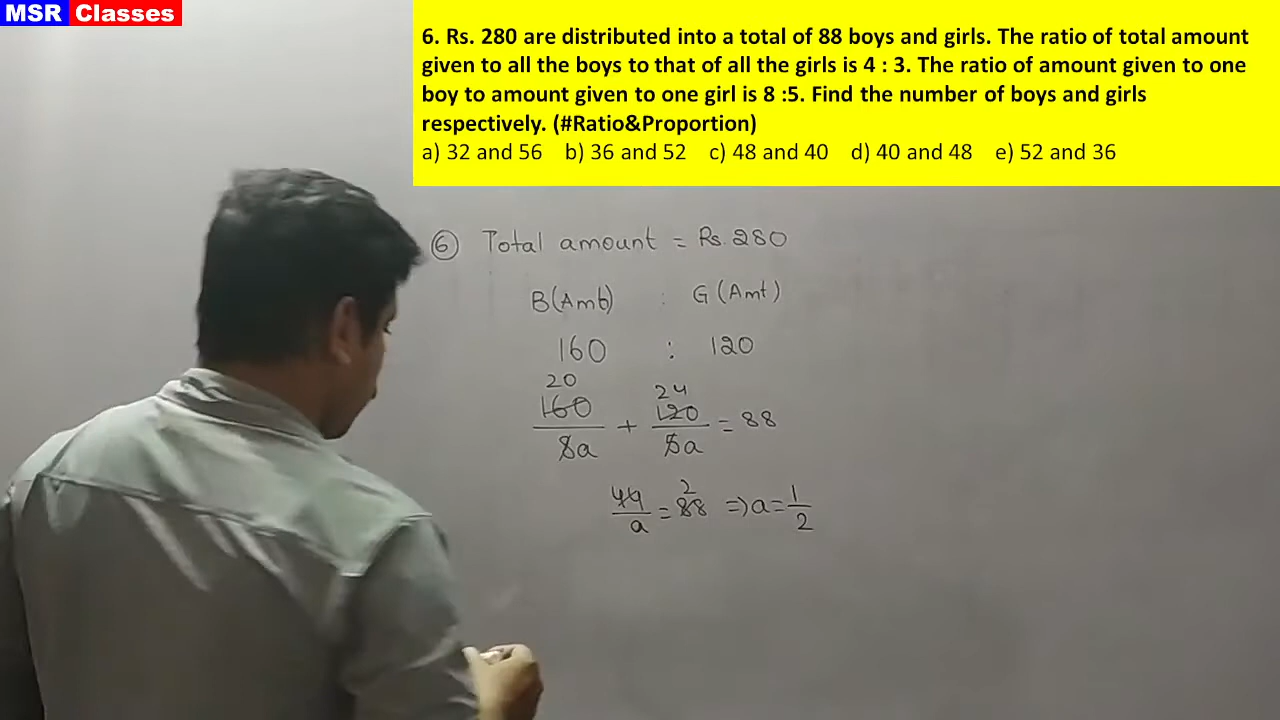 MSR Classes
6. Rs. 280 are distributed into a total of 88 boys and girls. The ratio of total amount
given to all the boys to that of all the girls is 4 : 3. The ratio of amount given to one
boy to amount given to one girl is 8 :5. Find the number of boys and girls
respectively. (#Ratio&Proportion)
a) 32 and 56 b) 36 and 52 c) 48 and 40 d) 40 and 48 e) 52 and 36
6 Total amount = Rs. 280
B(Amt) : G (Amt)
160 : 120
20 24
160/8a + 120/5a = 88
2
44/a = 88 => a = 1/2